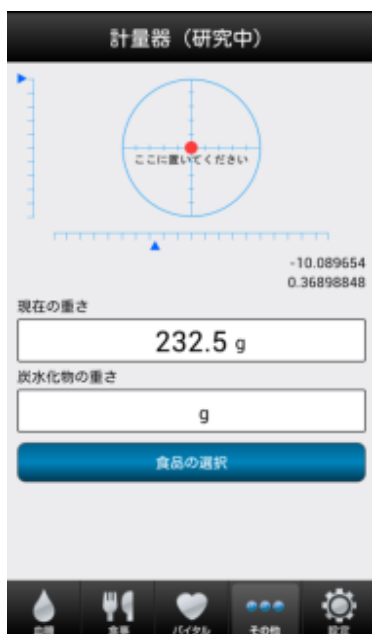 計量器（研究中）
ここに置いてください
-10.089654
0.36898848
現在の重さ
232.5 g
炭水化物の重さ
g
食品の選択
血糖 食事 バイタル その他 設定